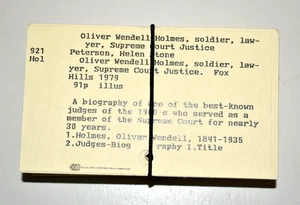 Oliver Wendell Holmes, soldier, law-
yer, Supreme Court Justice
921 Peterson, Helen Stone
Hol Oliver Wendell Holmes, soldier, law-
yer, Supreme Court Justice. Fox
Hills 1979
91p illus
A biography of one of the best-known
judges of the 1900's who served as a
member of the Supreme Court for nearly
30 years.
1.Holmes, Oliver Wendell, 1841-1935
2.Judges-Biography I.Title